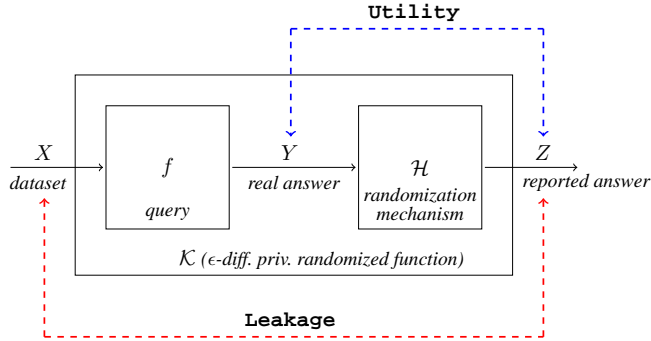 Utility
X
Y
Z
f
ℋ
dataset
real answer
reported answer
query
randomization
mechanism
𝒦 (ϵ-diff. priv. randomized function)
Leakage